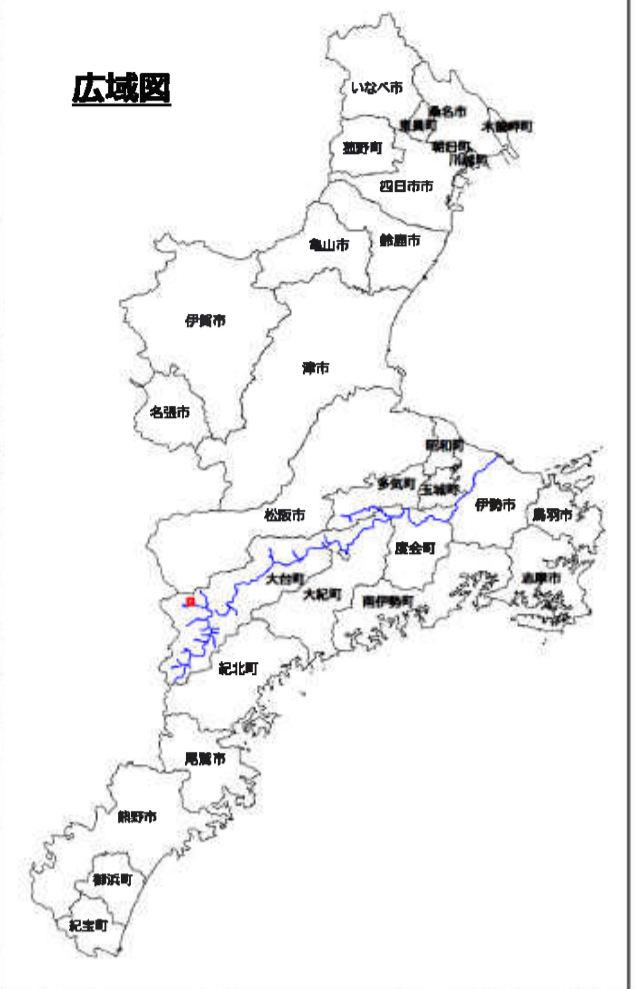 広域図
いなべ市
桑名市
東員町
木曽岬町
菰野町
朝日町
川越町
四日市市
鈴鹿市
亀山市
伊賀市
津市
名張市
明和町
多気町
玉城町
松阪市
伊勢市
鳥羽市
度会町
大台町
志摩市
大紀町
南伊勢町
紀北町
尾鷲市
熊野市
御浜町
紀宝町